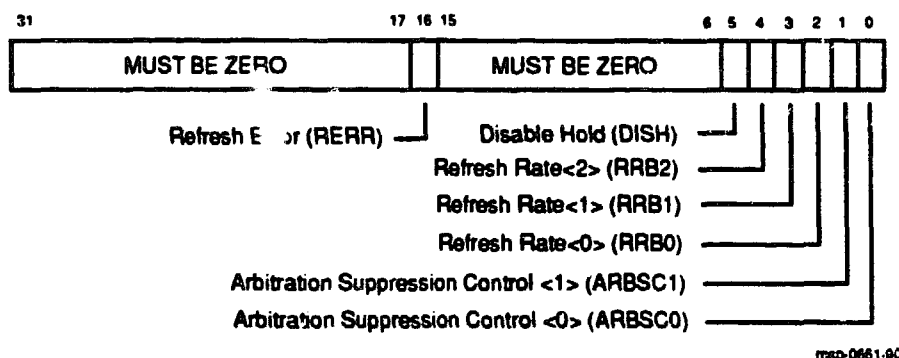 31 17 16 15 6 5 4 3 2 1 0
MUST BE ZERO MUST BE ZERO
Refresh (RERR) Disable Hold (DISH)
Refresh Rate<2> (RRB2)
Refresh Rate<1> (RRB1)
Refresh Rate<0> (RRB0)
Arbitration Suppression Control <1> (ARBSC1)
Arbitration Suppression Control <0> (ARBSC0)